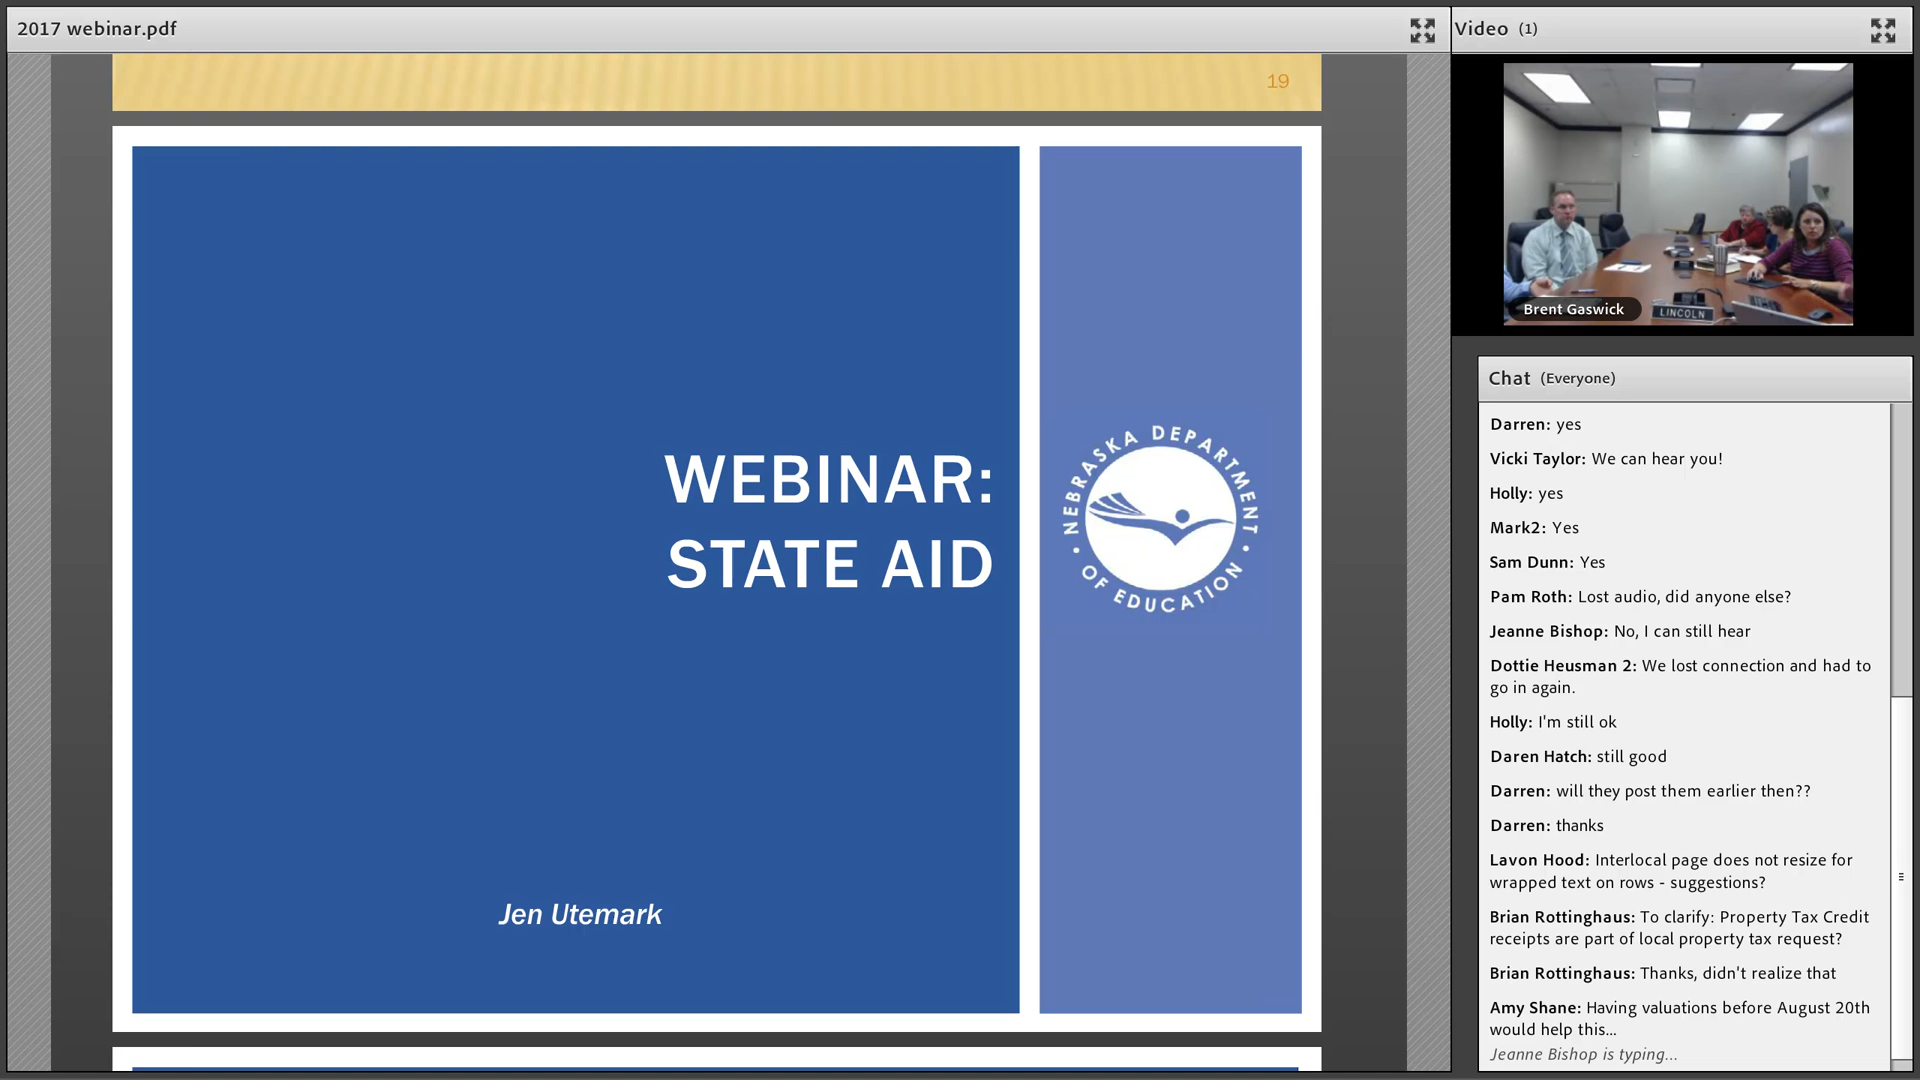 2017 webinar.pdf
19
WEBINAR:
STATE AID
Jen Utemark
NEBRASKA DEPARTMENT
• OF EDUCATION •
Video (1)
Brent Gaswick
LINCOLN
Chat (Everyone)
Darren: yes
Vicki Taylor: We can hear you!
Holly: yes
Mark2: Yes
Sam Dunn: Yes
Pam Roth: Lost audio, did anyone else?
Jeanne Bishop: No, I can still hear
Dottie Heusman 2: We lost connection and had to
go in again.
Holly: I'm still ok
Daren Hatch: still good
Darren: will they post them earlier then??
Darren: thanks
Lavon Hood: Interlocal page does not resize for
wrapped text on rows - suggestions?
Brian Rottinghaus: To clarify: Property Tax Credit
receipts are part of local property tax request?
Brian Rottinghaus: Thanks, didn't realize that
Amy Shane: Having valuations before August 20th
would help this...
Jeanne Bishop is typing...